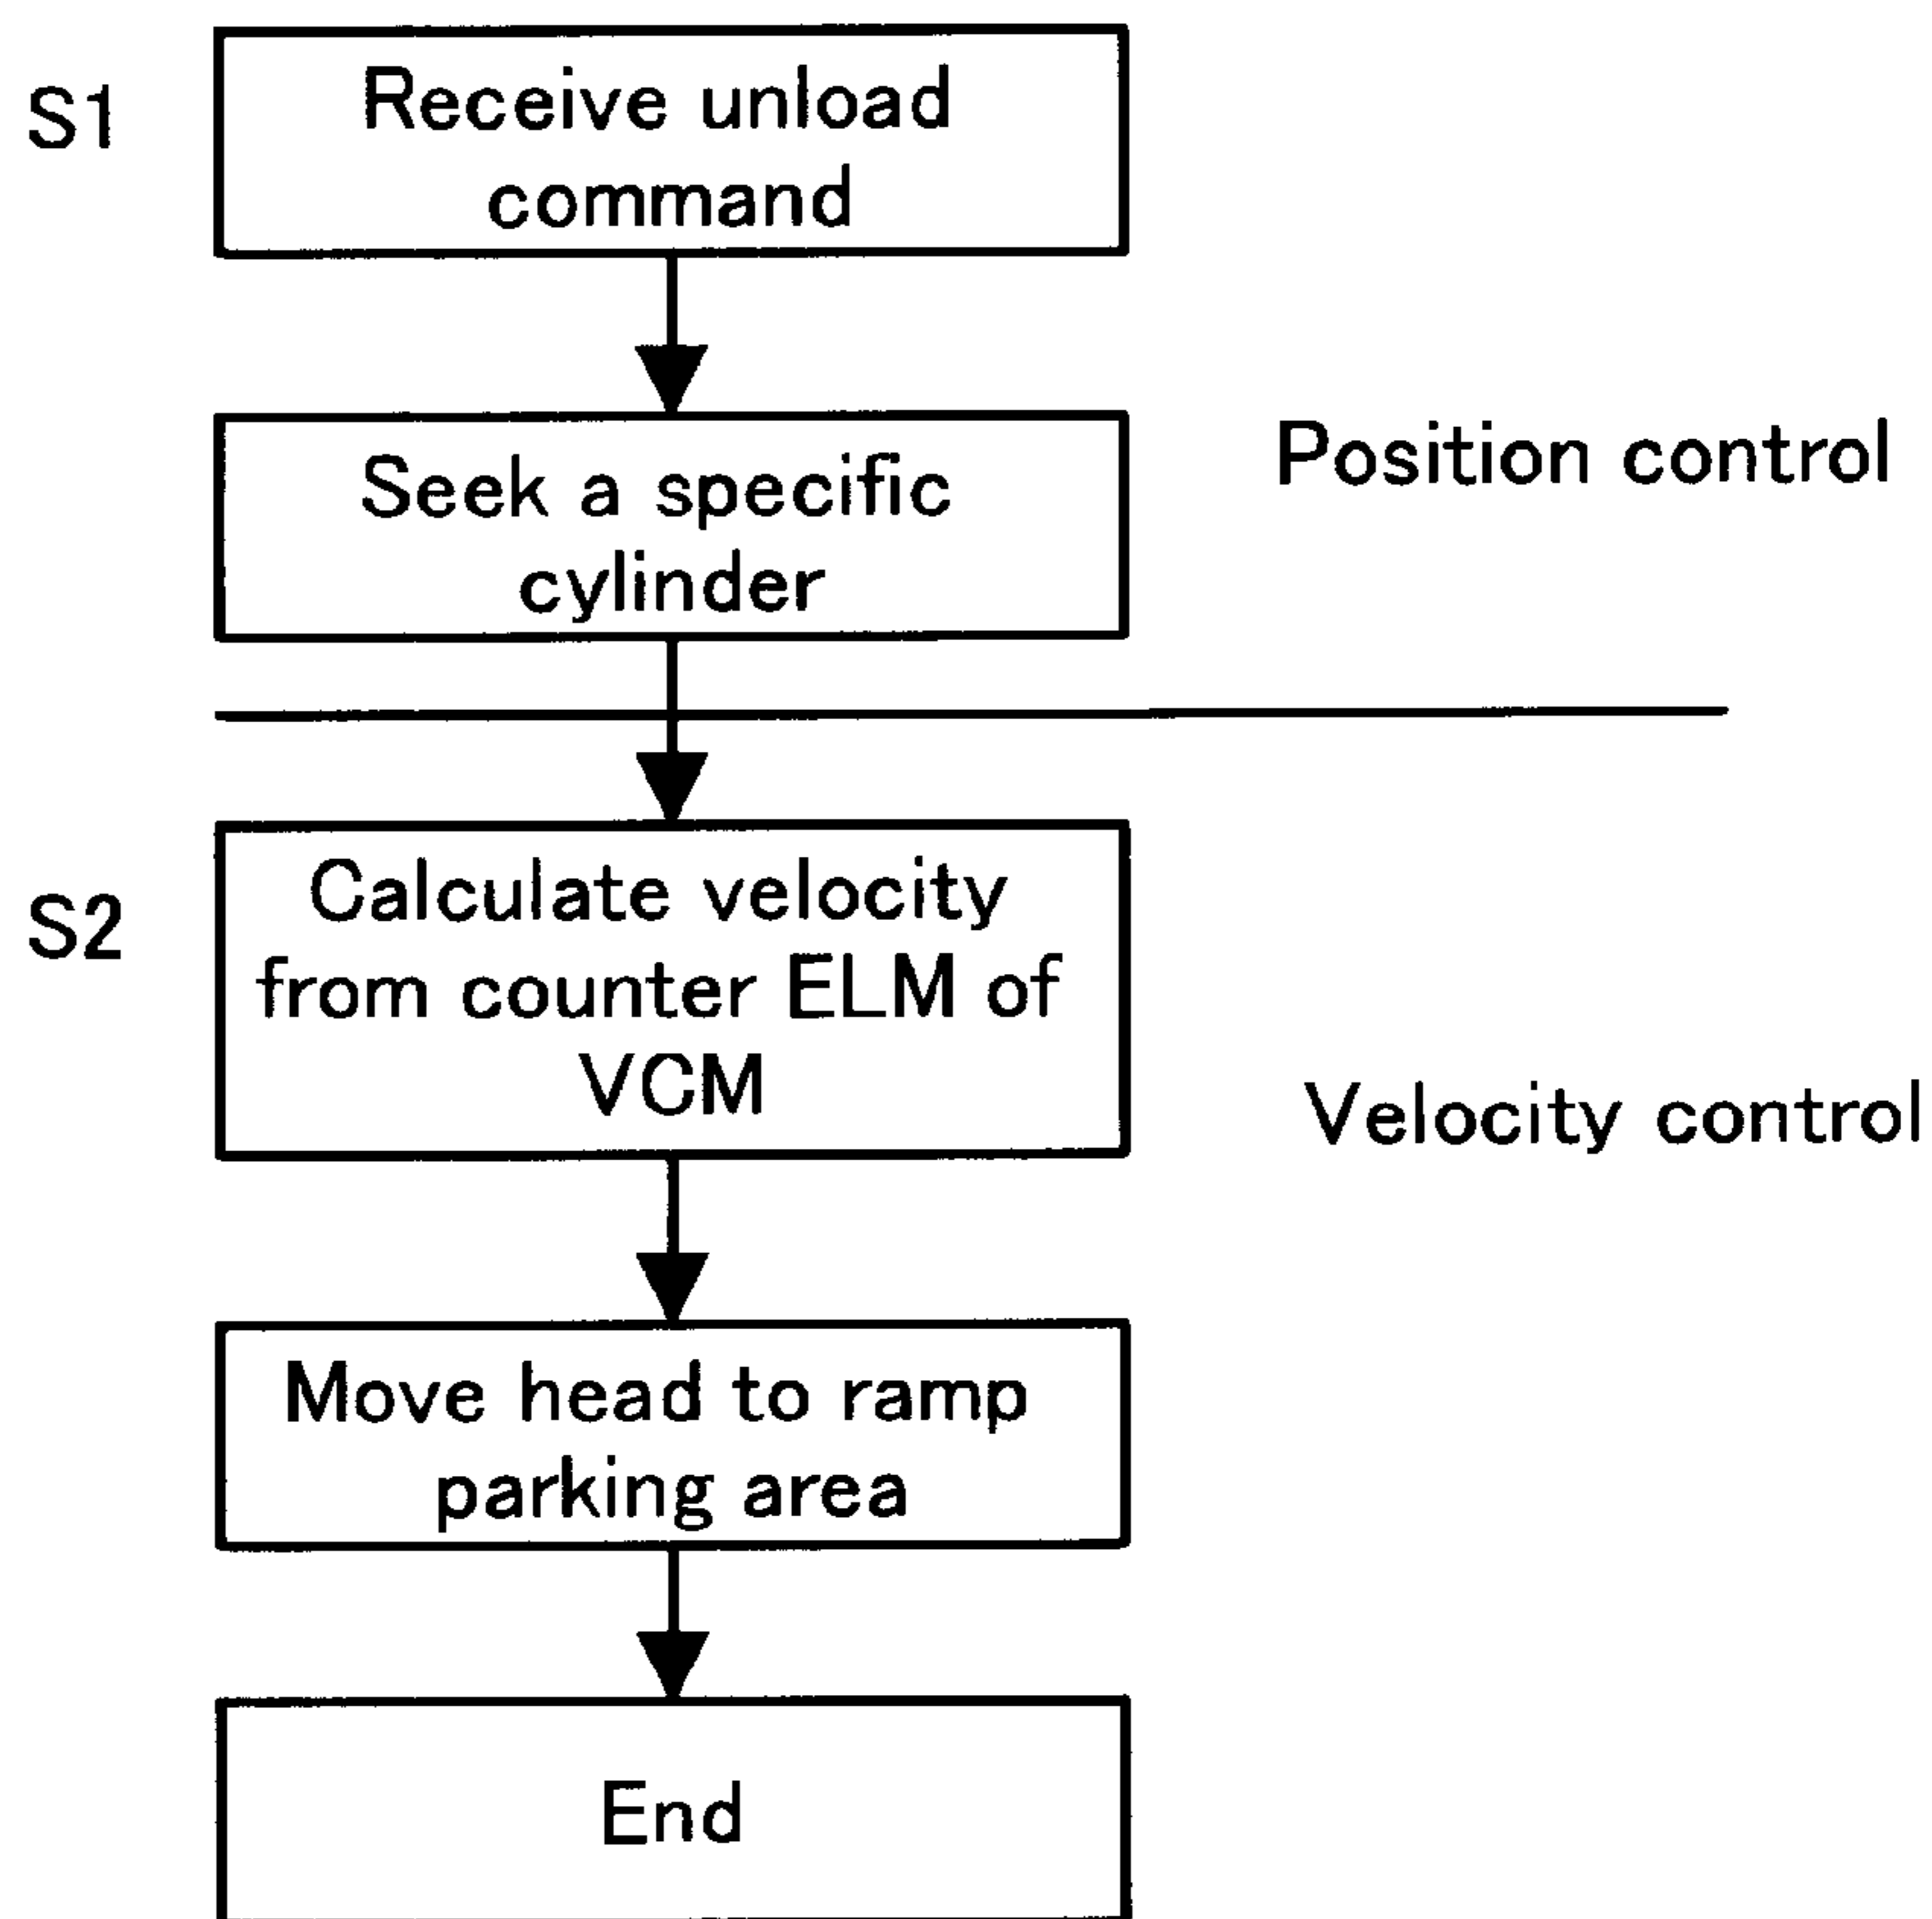 S1
Receive unload
command
Seek a specific
cylinder
Position control
S2
Calculate velocity
from counter ELM of
VCM
Velocity control
Move head to ramp
parking area
End